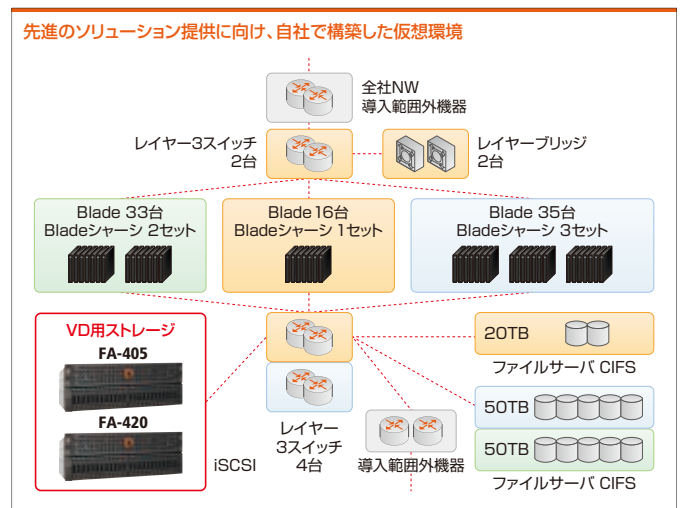 先進のソリューション提供に向け、自社で構築した仮想環境
全社NW
導入範囲外機器
レイヤー3スイッチ
2台
レイヤーブリッジ
2台
Blade 33台
Bladeシャーシ 2セット
Blade 16台
Bladeシャーシ 1セット
Blade 35台
Bladeシャーシ 3セット
VD用ストレージ
FA-405
FA-420
iSCSI
レイヤー
3スイッチ
4台
導入範囲外機器
20TB
ファイルサーバ CIFS
50TB
50TB
ファイルサーバ CIFS